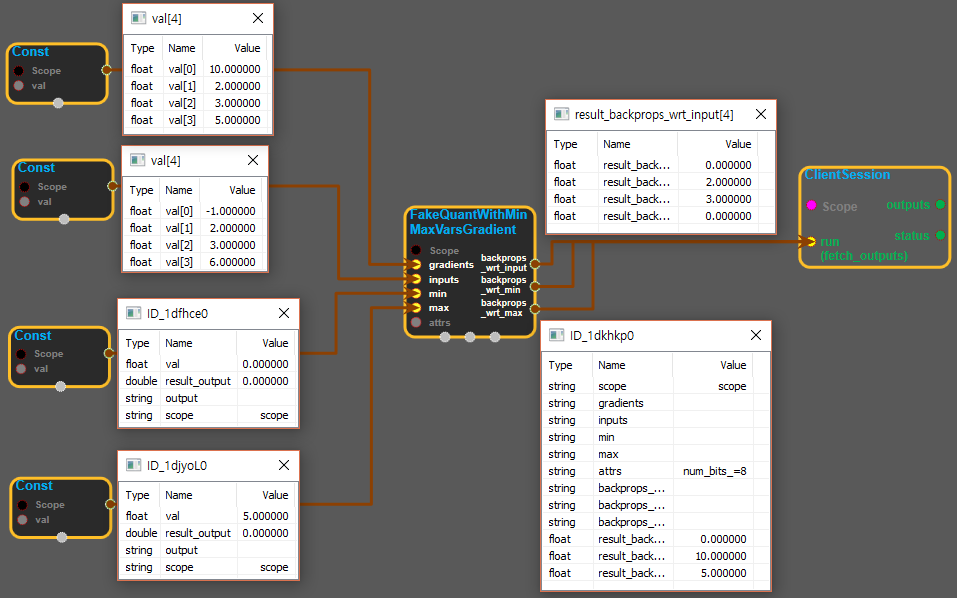 val[4]
Type Name Value
float val[0] 10.000000
float val[1] 2.000000
float val[2] 3.000000
float val[3] 5.000000
Const
Scope
val
val[4]
Type Name Value
float val[0] -1.000000
float val[1] 2.000000
float val[2] 3.000000
float val[3] 6.000000
Const
Scope
val
ID_1dfhce0
Type Name Value
float val 0.000000
double result_output 0.000000
string output
string scope scope
Const
Scope
val
ID_1djyoL0
Type Name Value
float val 5.000000
double result_output 0.000000
string output
string scope scope
Const
Scope
val
FakeQuantWithMin
MaxVarsGradient
Scope
gradients
inputs
min
max
attrs
backprops
_wrt_input
backprops
_wrt_min
backprops
_wrt_max
result_backprops_wrt_input[4]
Type Name Value
float result_back... 0.000000
float result_back... 2.000000
float result_back... 3.000000
float result_back... 0.000000
ClientSession
Scope outputs
status
run
(fetch_outputs)
ID_1dkhkp0
Type Name Value
string scope scope
string gradients
string inputs
string min
string max
string attrs num_bits_=8
string backprops_...
string backprops_...
string backprops_...
float result_back... 0.000000
float result_back... 10.000000
float result_back... 5.000000